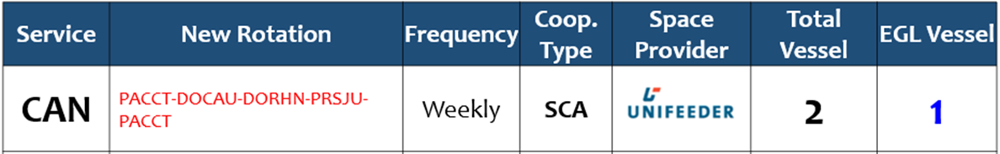 Service New Rotation Frequency Coop. Type Space Provider Total Vessel EGL Vessel
CAN PACCT-DOCAU-DORHN-PRSJU-PACCT Weekly SCA UNIFEEDER 2 1